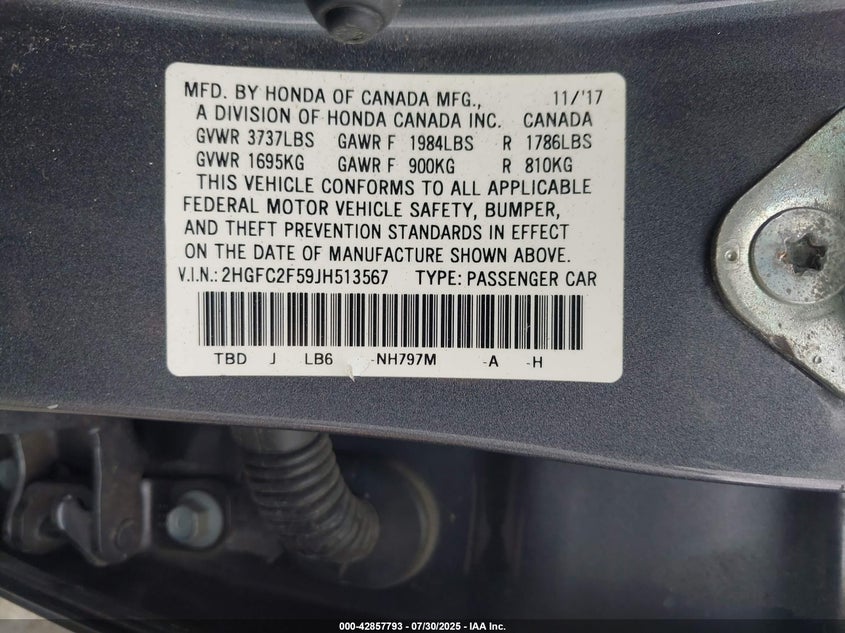 MFD. BY HONDA OF CANADA MFG., 11/'17
A DIVISION OF HONDA CANADA INC. CANADA
GVWR 3737LBS GAWR F 1984LBS R 1786LBS
GVWR 1695KG GAWR F 900KG R 810KG
THIS VEHICLE CONFORMS TO ALL APPLICABLE
FEDERAL MOTOR VEHICLE SAFETY, BUMPER,
AND THEFT PREVENTION STANDARDS IN EFFECT
ON THE DATE OF MANUFACTURE SHOWN ABOVE.
V.I.N.: 2HGFC2F59JH513567 TYPE: PASSENGER CAR
TBD J LB6 -NH797M -A -H
000-42857793 / 07/30/2025 - IAA Inc.